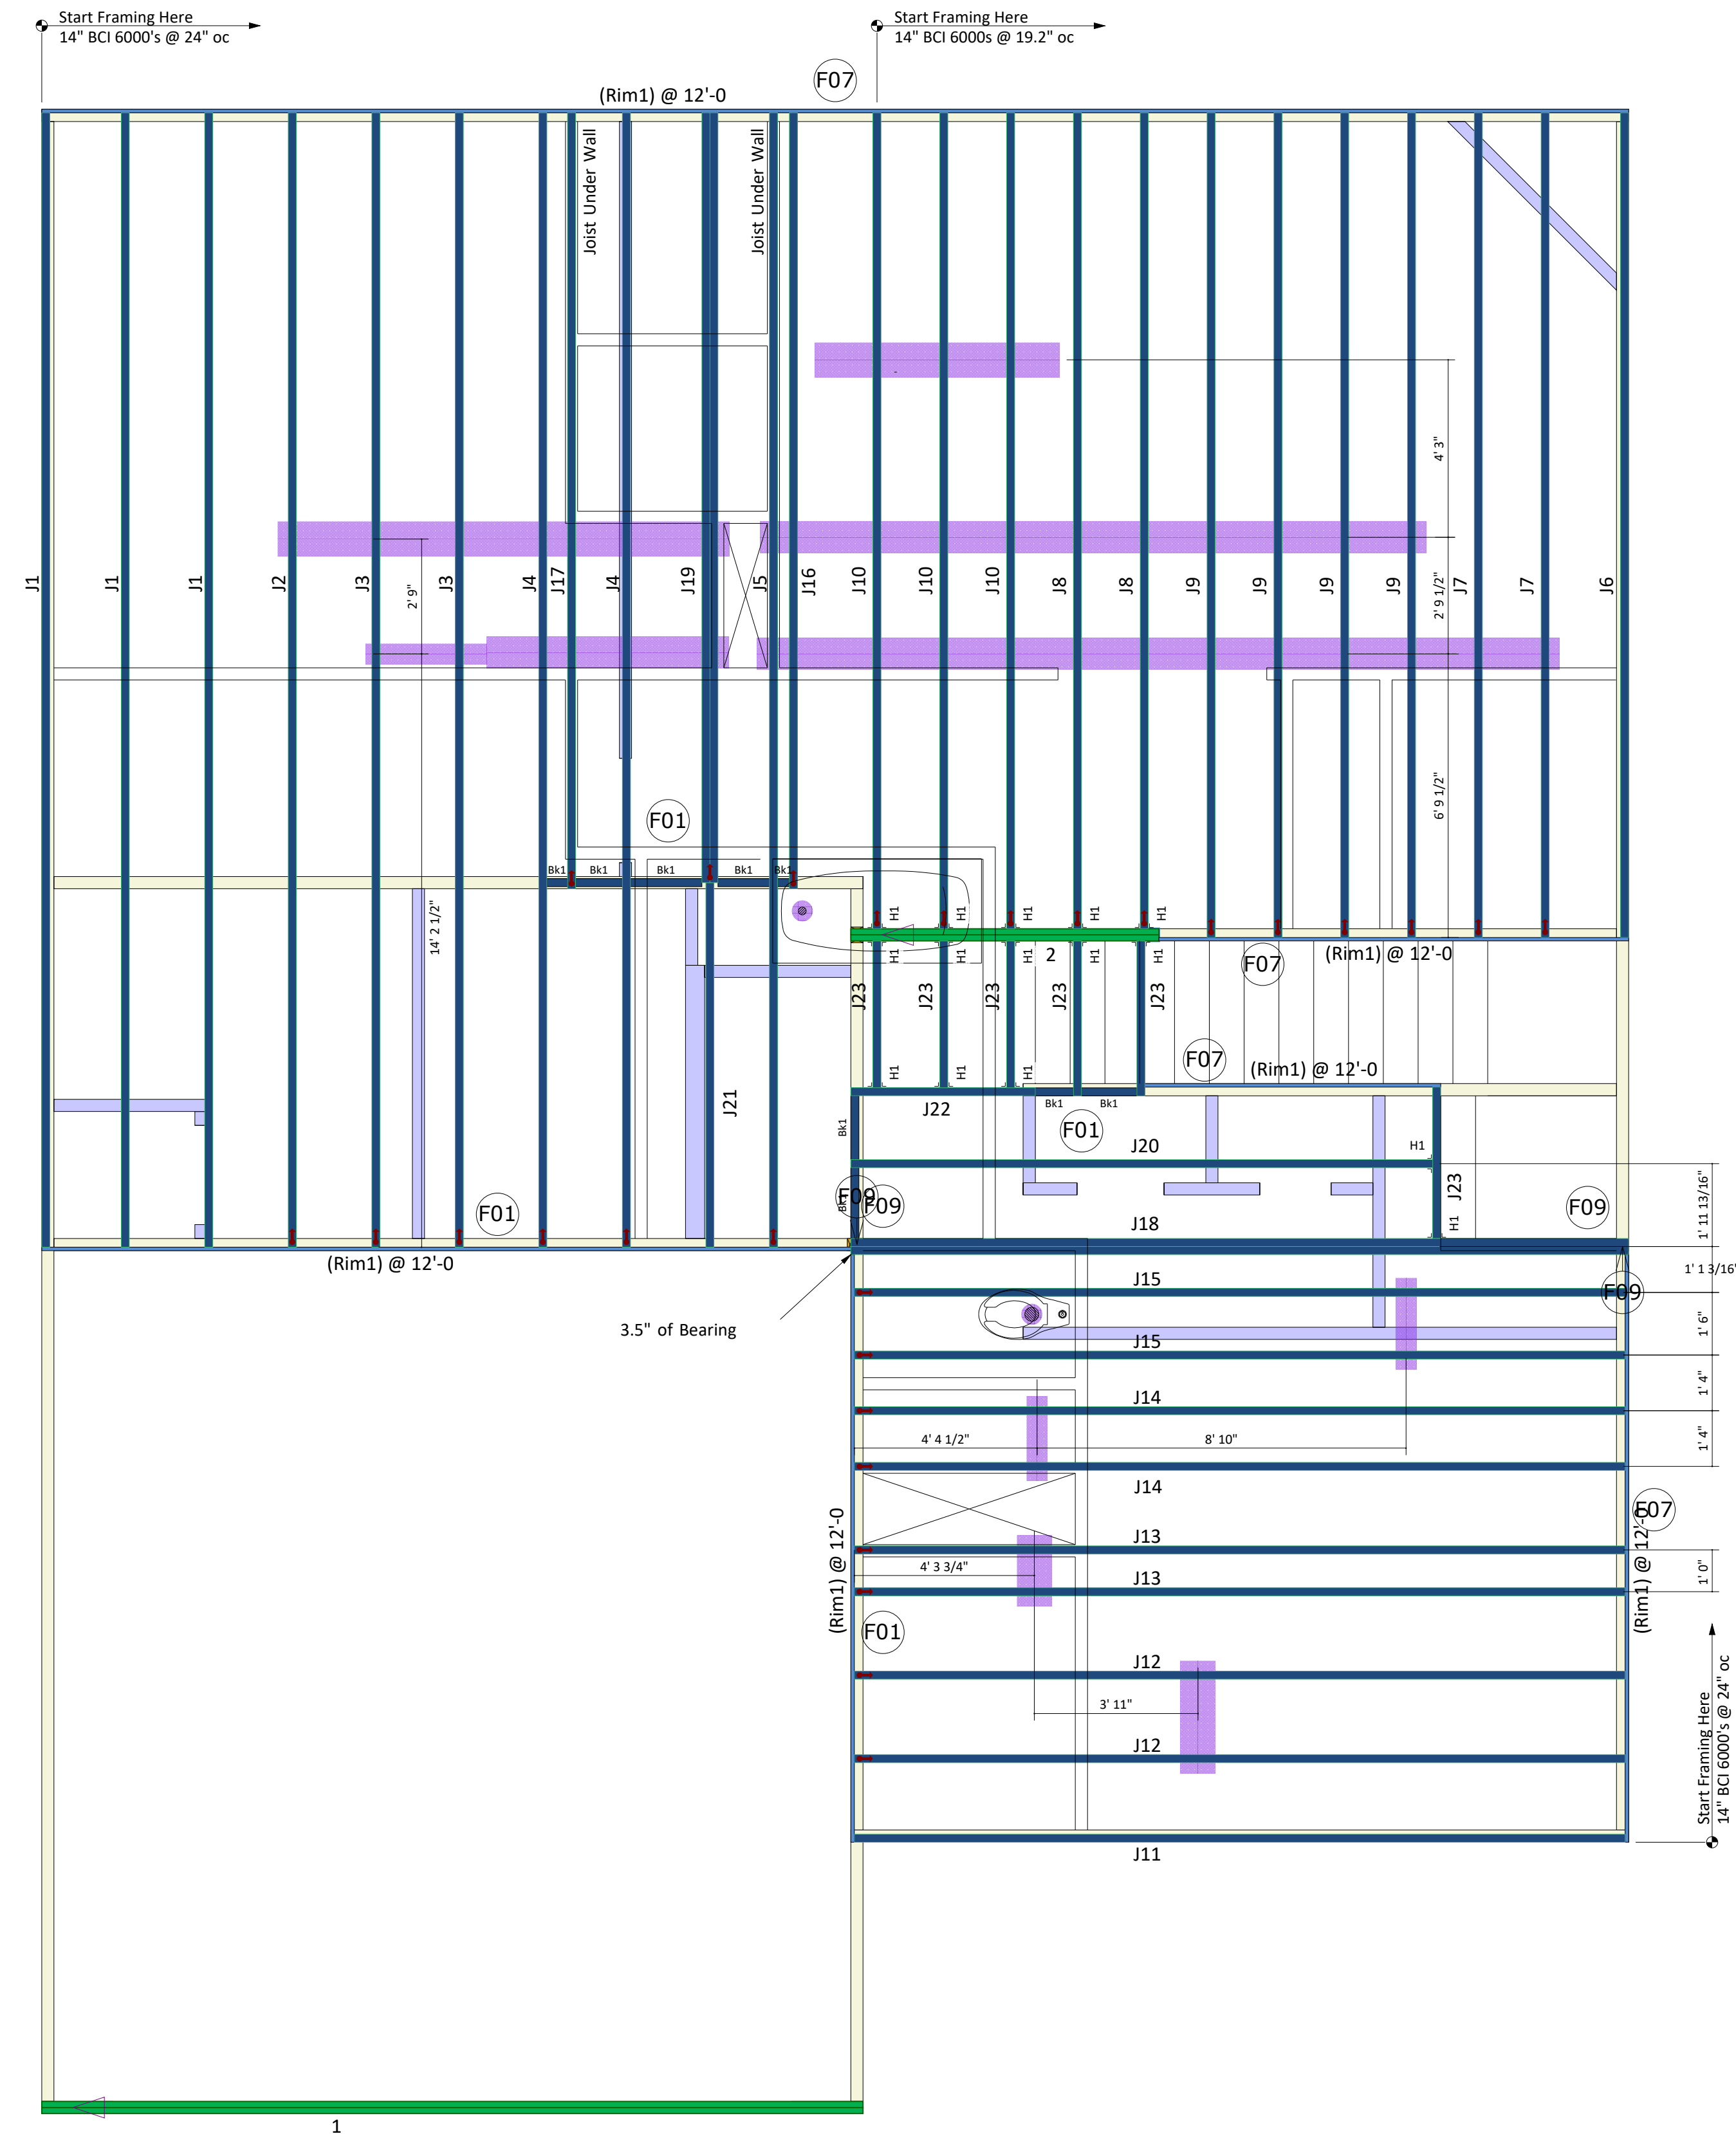 Start Framing Here
14" BCI 6000's @ 24" oc
Start Framing Here
14" BCI 6000s @ 19.2" oc
F07
(Rim1) @ 12'-0
Joist Under Wall
Joist Under Wall
4' 3"
J1
J1
J1
J2
J3
2' 9"
J3
J4
J17
J4
J19
J5
J16
J10
J10
J10
J8
J8
J9
J9
J9
J9
2' 9 1/2"
J7
J7
J6
6' 9 1/2"
F01
Bk1
Bk1
Bk1
Bk1
Bk1
14' 2 1/2"
H1
H1
H1
H1
H1
H1
H1
H1
H1
H1
2
(Rim1) @ 12'-0
F07
J23
J23
J23
J23
J23
F07
(Rim1) @ 12'-0
H1
H1
H1
J21
J22
Bk1
Bk1
Bk1
F01
J20
H1
J23
1' 11 13/16"
F09
F09
Bk1
F01
F09
J18
H1
(Rim1) @ 12'-0
1' 1 3/16"
J15
F09
3.5" of Bearing
1' 6"
J15
J14
1' 4"
4' 4 1/2"
8' 10"
1' 4"
J14
F07
(Rim1) @ 12'-0
J13
4' 3 3/4"
J13
1' 0"
(Rim1) @ 12'-0
F01
J12
3' 11"
J12
Start Framing Here
14" BCI 6000's @ 24" oc
J11
1